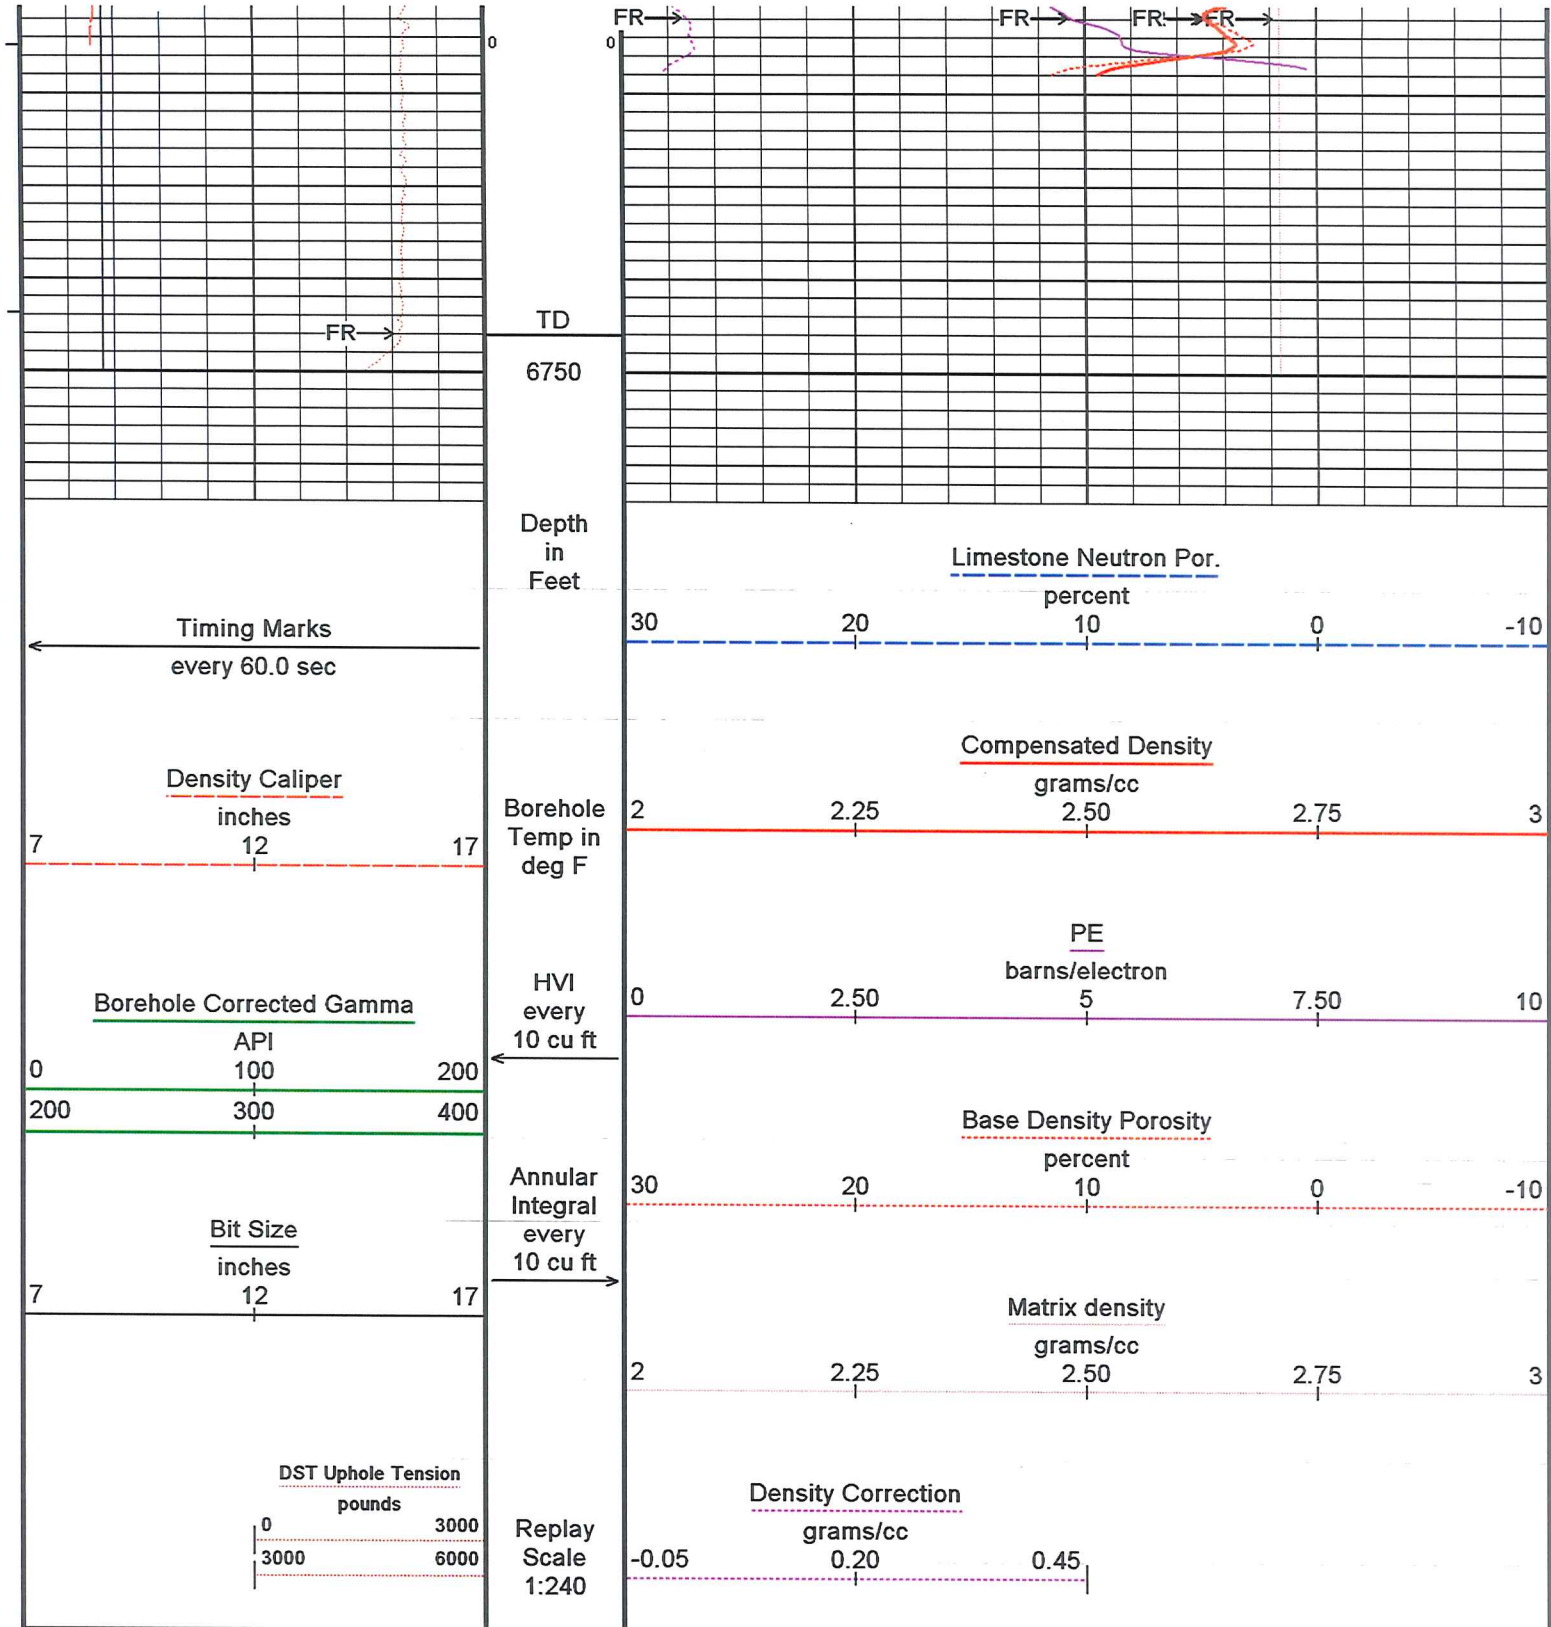 FR
FR
FR
FR
0
0
FR
TD
6750
Depth
in
Feet
Timing Marks
every 60.0 sec
Density Caliper
inches
7 12 17
Borehole Corrected Gamma
API
0 100 200
200 300 400
Bit Size
inches
7 12 17
DST Uphole Tension
pounds
0 3000
3000 6000
Borehole
Temp in
deg F
HVI
every
10 cu ft
Annular
Integral
every
10 cu ft
Replay
Scale
1:240
Limestone Neutron Por.
percent
30 20 10 0 -10
Compensated Density
grams/cc
2 2.25 2.50 2.75 3
PE
barns/electron
0 2.50 5 7.50 10
Base Density Porosity
percent
30 20 10 0 -10
Matrix density
grams/cc
2 2.25 2.50 2.75 3
Density Correction
grams/cc
-0.05 0.20 0.45